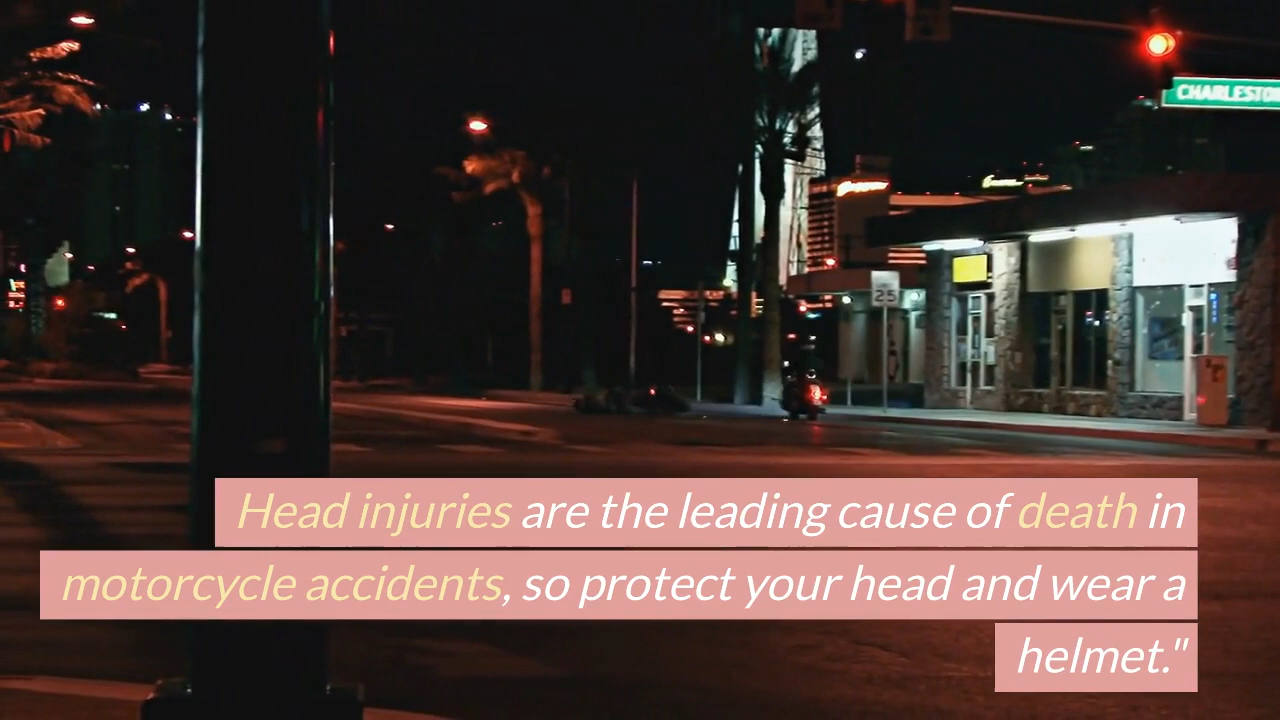 CHARLESTON
25
Head injuries are the leading cause of death in
motorcycle accidents, so protect your head and wear a
helmet."